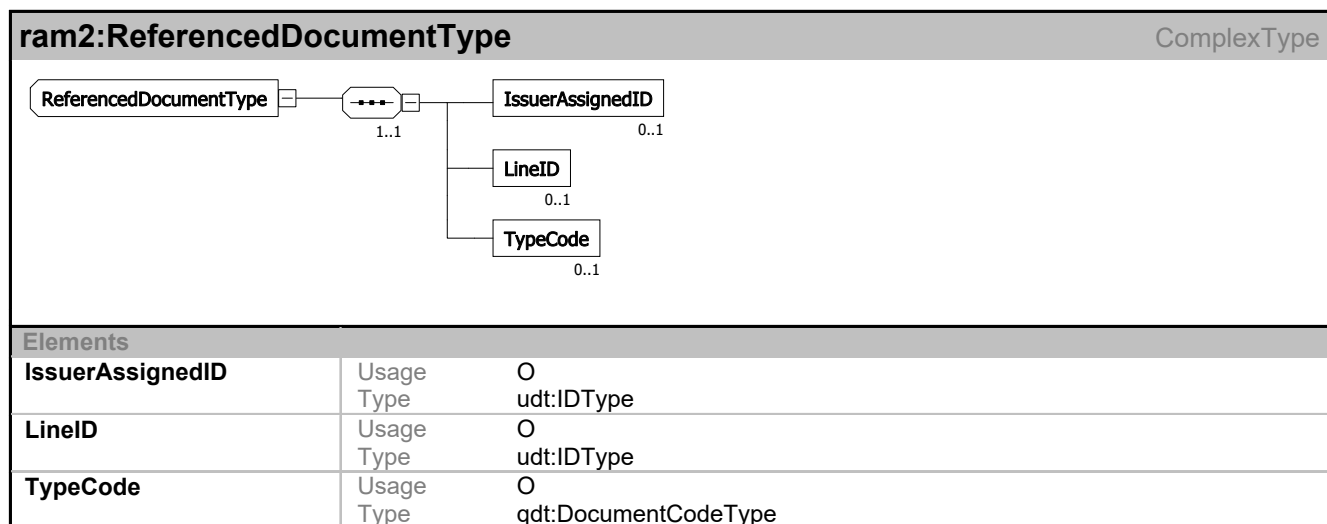 ram2:ReferencedDocumentType ComplexType
ReferencedDocumentType
1..1
IssuerAssignedID
0..1
LineID
0..1
TypeCode
0..1
Elements
IssuerAssignedID Usage O
Type udt:IDType
LineID Usage O
Type udt:IDType
TypeCode Usage O
Type qdt:DocumentCodeType